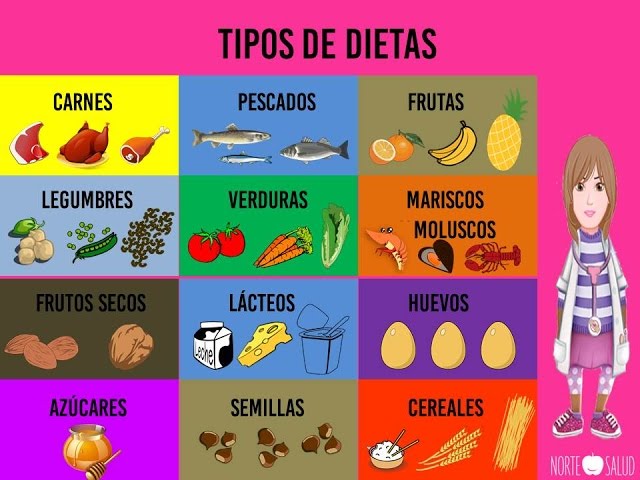 TIPOS DE DIETAS
CARNES
PESCADOS
FRUTAS
LEGUMBRES
VERDURAS
MARISCOS
MOLUSCOS
FRUTOS SECOS
LÁCTEOS
HUEVOS
Leche
AZÚCARES
SEMILLAS
CEREALES
NORTE SALUD